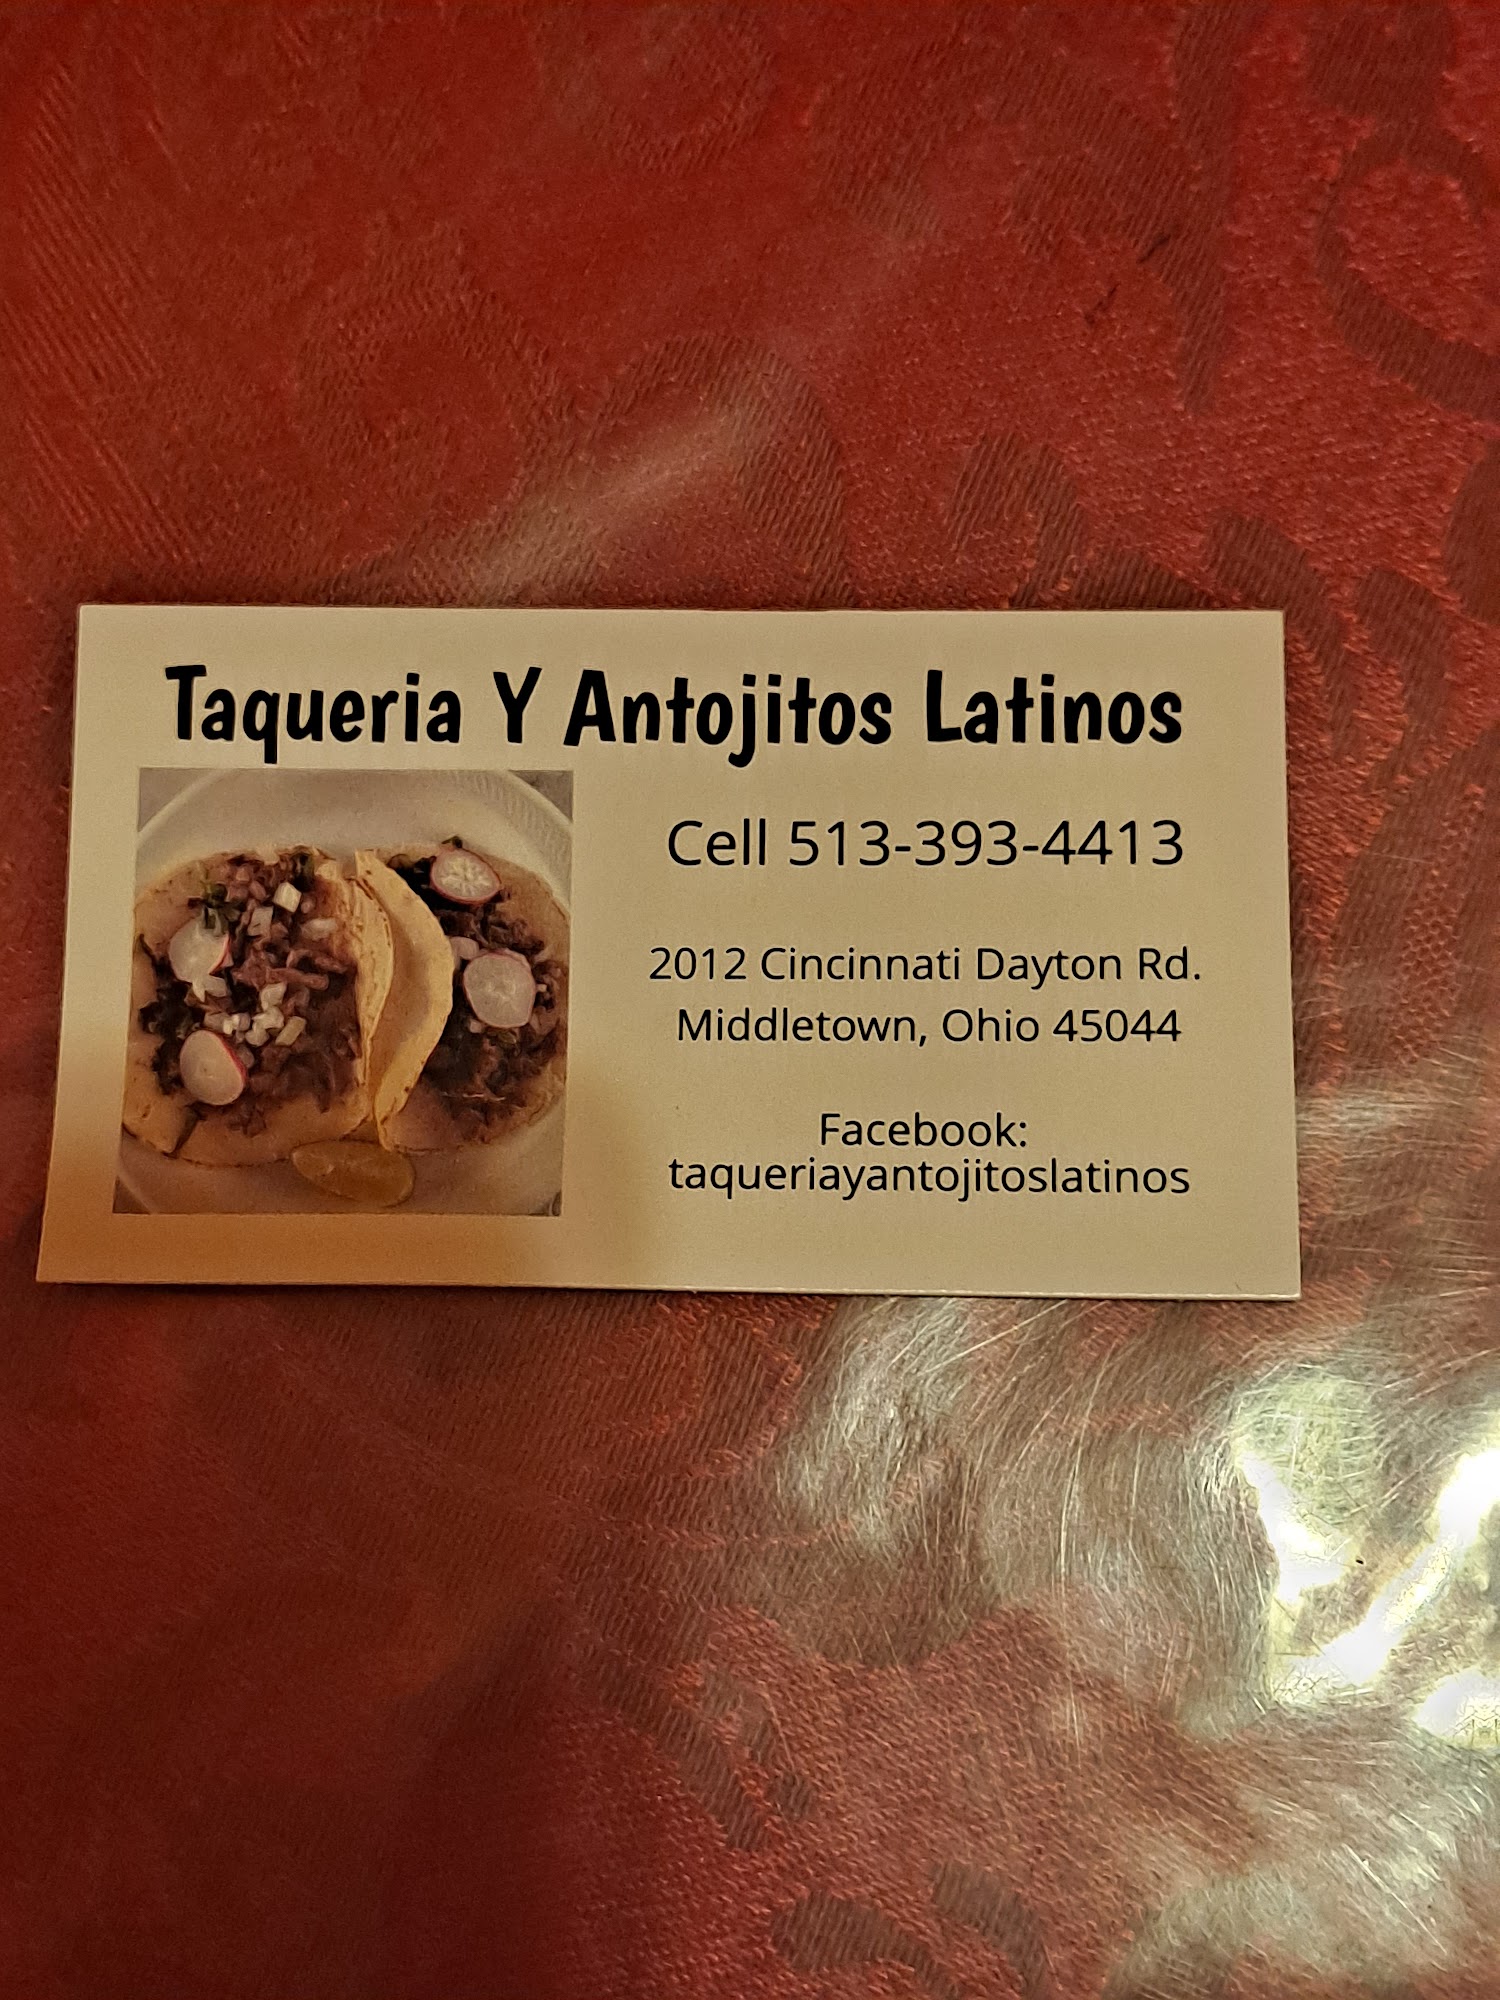 Taqueria Y Antojitos Latinos
Cell 513-393-4413
2012 Cincinnati Dayton Rd.
Middletown, Ohio 45044
Facebook:
taqueriayantojitoslatinos